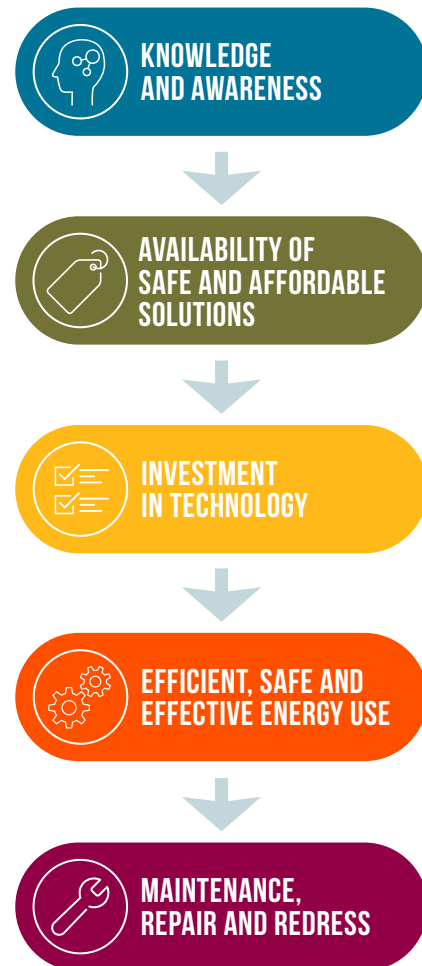 KNOWLEDGE
AND AWARENESS
AVAILABILITY OF
SAFE AND AFFORDABLE
SOLUTIONS
INVESTMENT
IN TECHNOLOGY
EFFICIENT, SAFE AND
EFFECTIVE ENERGY USE
MAINTENANCE,
REPAIR AND REDRESS